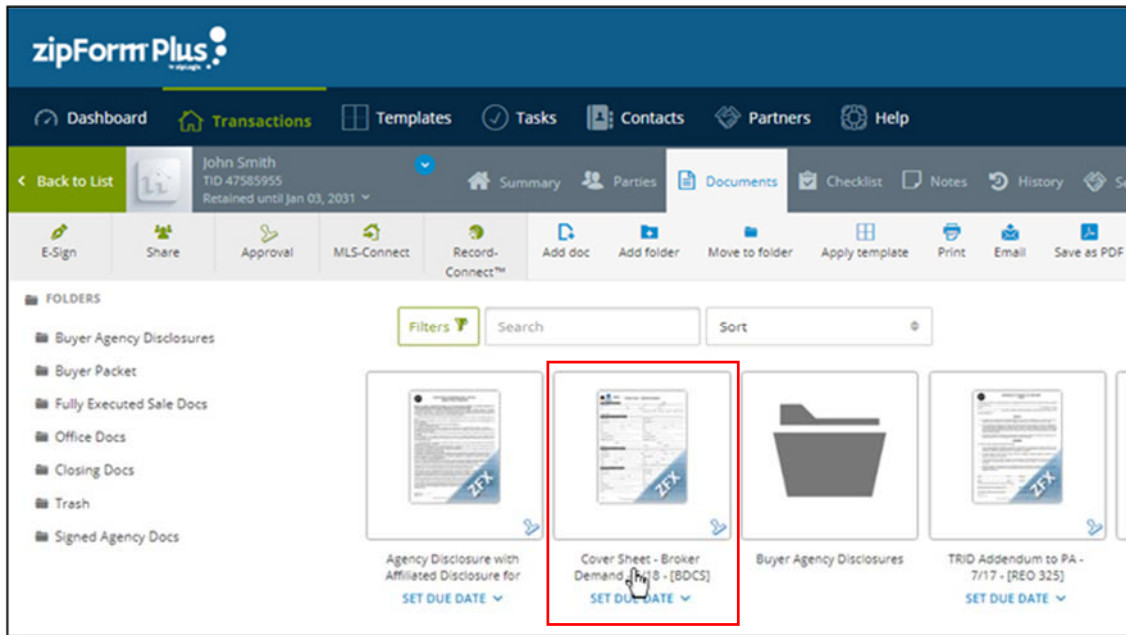 zipForm Plus
by zipLogix
Dashboard
Transactions
Templates
Tasks
Contacts
Partners
Help
Back to List
John Smith
TID 47585955
Retained until Jan 03, 2031
Summary
Parties
Documents
Checklist
Notes
History
E-Sign
Share
Approval
MLS-Connect
Record-
Connect™
Add doc
Add folder
Move to folder
Apply template
Print
Email
Save as PDF
FOLDERS
Buyer Agency Disclosures
Buyer Packet
Fully Executed Sale Docs
Office Docs
Closing Docs
Trash
Signed Agency Docs
Filters
Search
Sort
ZFX
Agency Disclosure with
Affiliated Disclosure for
SET DUE DATE
ZFX
Cover Sheet - Broker
Demand /18 - [BDCS]
SET DUE DATE
Buyer Agency Disclosures
ZFX
TRID Addendum to PA -
7/17 - [REO 325]
SET DUE DATE